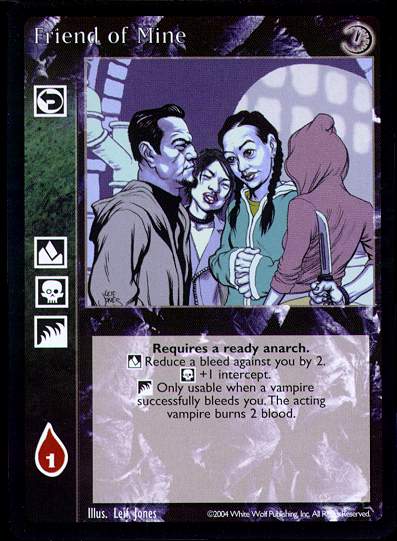 Friend of Mine
Requires a ready anarch.
Reduce a bleed against you by 2.
+1 intercept.
Only usable when a vampire
successfully bleeds you. The acting
vampire burns 2 blood.
1
LEIF
JONES
Illus. Leif Jones
©2004 White Wolf Publishing, Inc. All Rights Reserved.